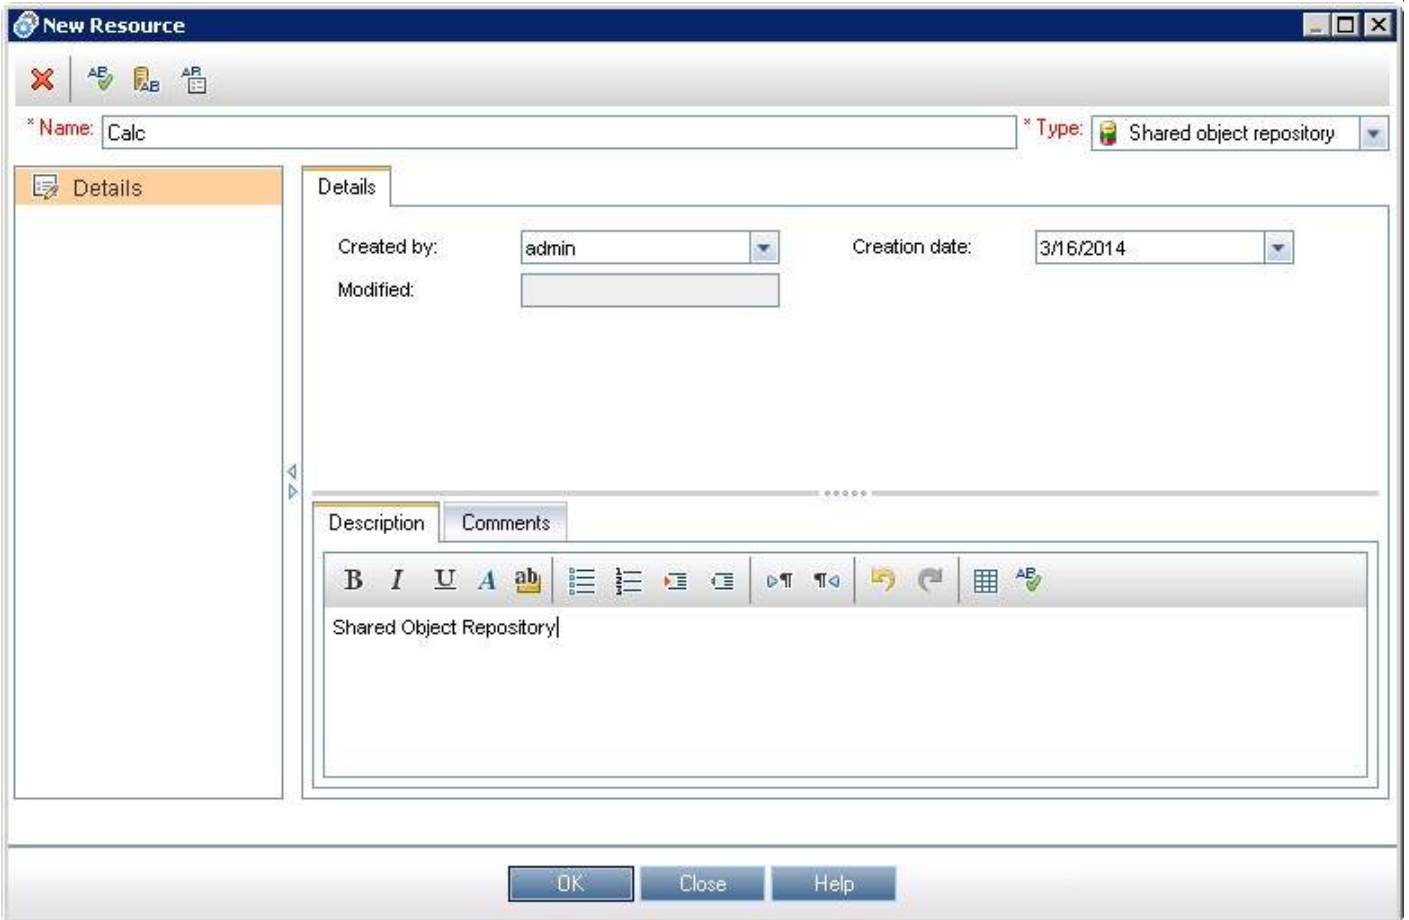 New Resource
* Name: Calc * Type: Shared object repository
Details
Details
Created by: admin Creation date: 3/16/2014
Modified:
Description Comments
B I U A ab
Shared Object Repository
OK Close Help